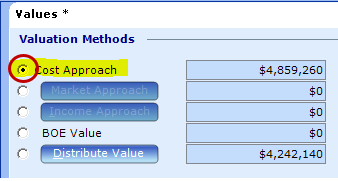 Values *
Valuation Methods
Cost Approach $4,859,260
Market Approach $0
Income Approach $0
BOE Value $0
Distribute Value $4,242,140